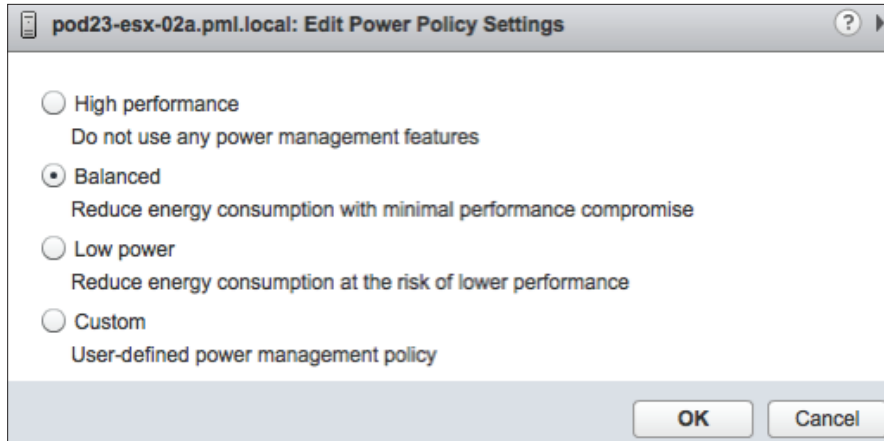 pod23-esx-02a.pml.local: Edit Power Policy Settings
?
High performance
Do not use any power management features
Balanced
Reduce energy consumption with minimal performance compromise
Low power
Reduce energy consumption at the risk of lower performance
Custom
User-defined power management policy
OK
Cancel